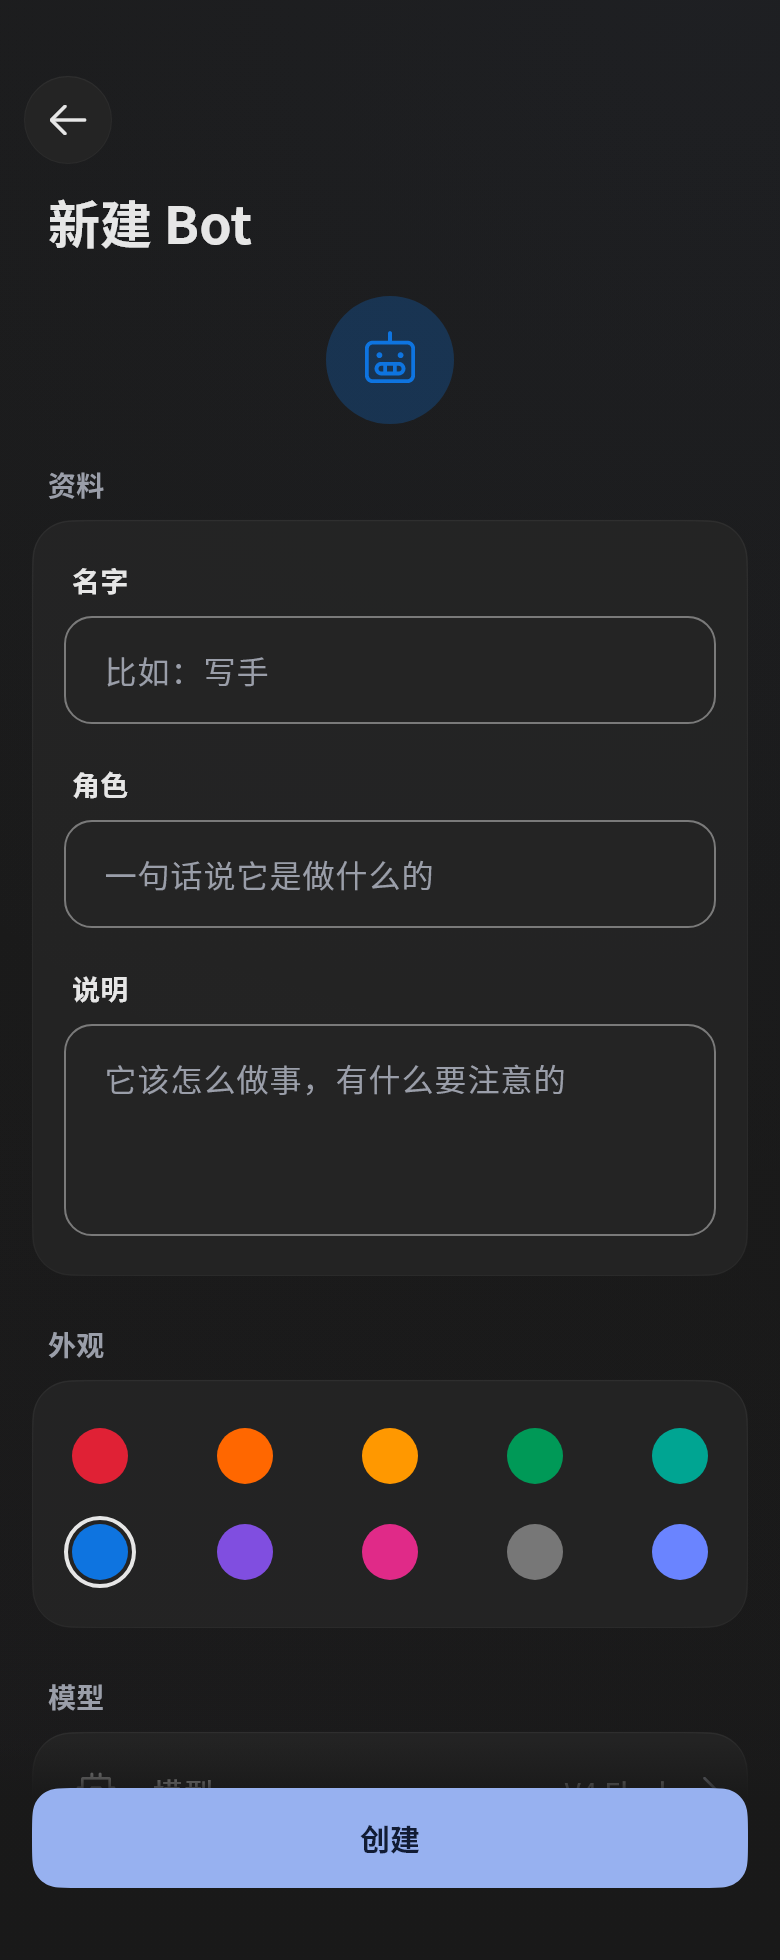 新建 Bot
资料
名字
比如：写手
角色
一句话说它是做什么的
说明
它该怎么做事，有什么要注意的
外观
模型
模型
创建